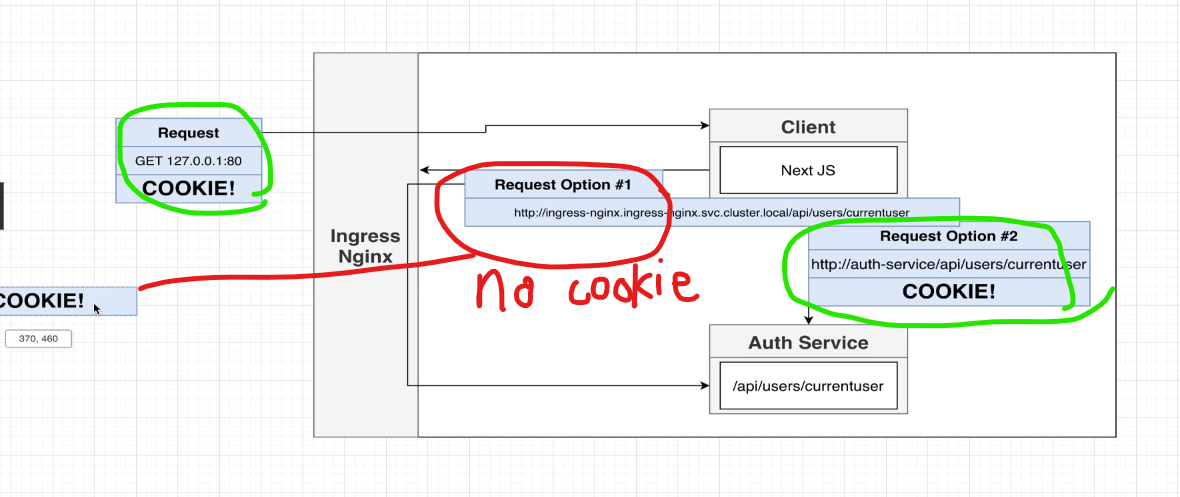 Request
GET 127.0.0.1:80
COOKIE!
Client
Next JS
Request Option #1
http://ingress-nginx.ingress-nginx.svc.cluster.local/api/users/currentuser
Ingress
Nginx
Request Option #2
http://auth-service/api/users/currentuser
COOKIE!
no cookie
COOKIE!
370, 460
Auth Service
/api/users/currentuser